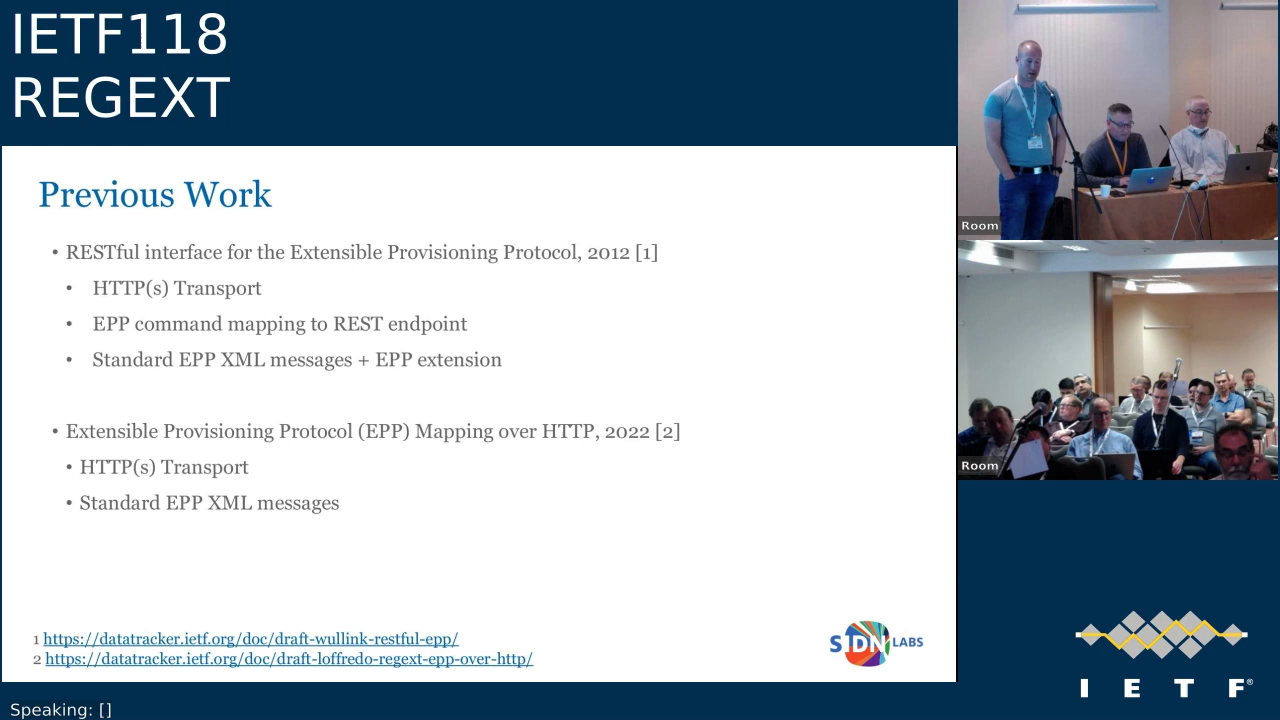 IETF118
REGEXT
Previous Work
• RESTful interface for the Extensible Provisioning Protocol, 2012 [1]
• HTTP(s) Transport
• EPP command mapping to REST endpoint
• Standard EPP XML messages + EPP extension
• Extensible Provisioning Protocol (EPP) Mapping over HTTP, 2022 [2]
• HTTP(s) Transport
• Standard EPP XML messages
1 https://datatracker.ietf.org/doc/draft-wullink-restful-epp/
2 https://datatracker.ietf.org/doc/draft-loffredo-regext-epp-over-http/
SIDN LABS
Room
Room
I E T F®
Speaking: []